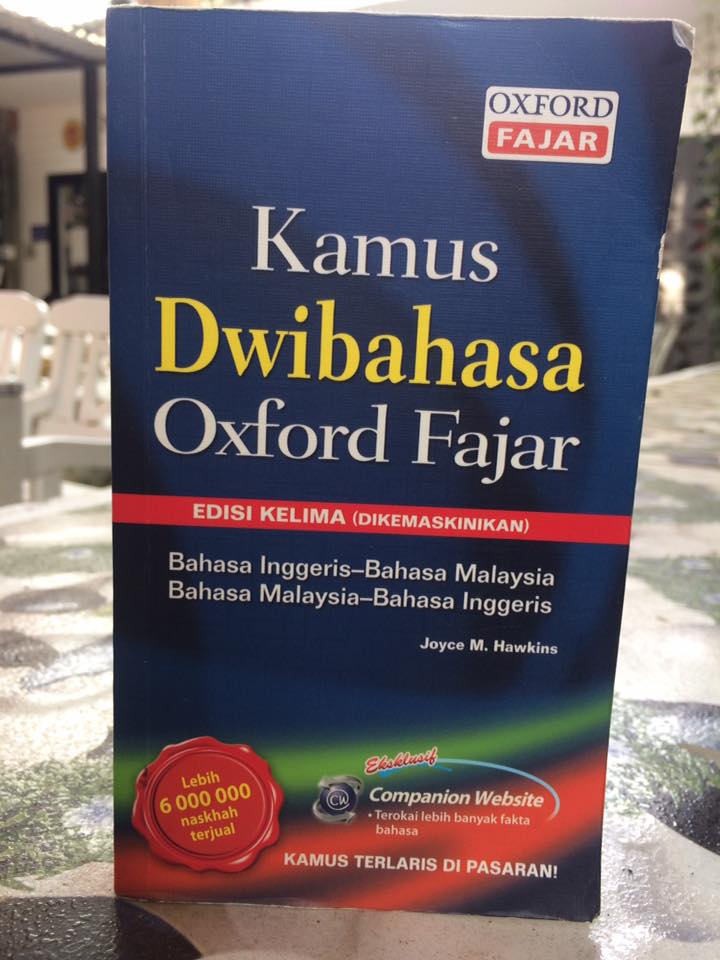 OXFORD
FAJAR
Kamus
Dwibahasa
Oxford Fajar
EDISI KELIMA (DIKEMASKINIKAN)
Bahasa Inggeris–Bahasa Malaysia
Bahasa Malaysia–Bahasa Inggeris
Joyce M. Hawkins
Lebih
6 000 000
naskhah
terjual
Eksklusif
CW
Companion Website
• Terokai lebih banyak fakta
bahasa
KAMUS TERLARIS DI PASARAN!